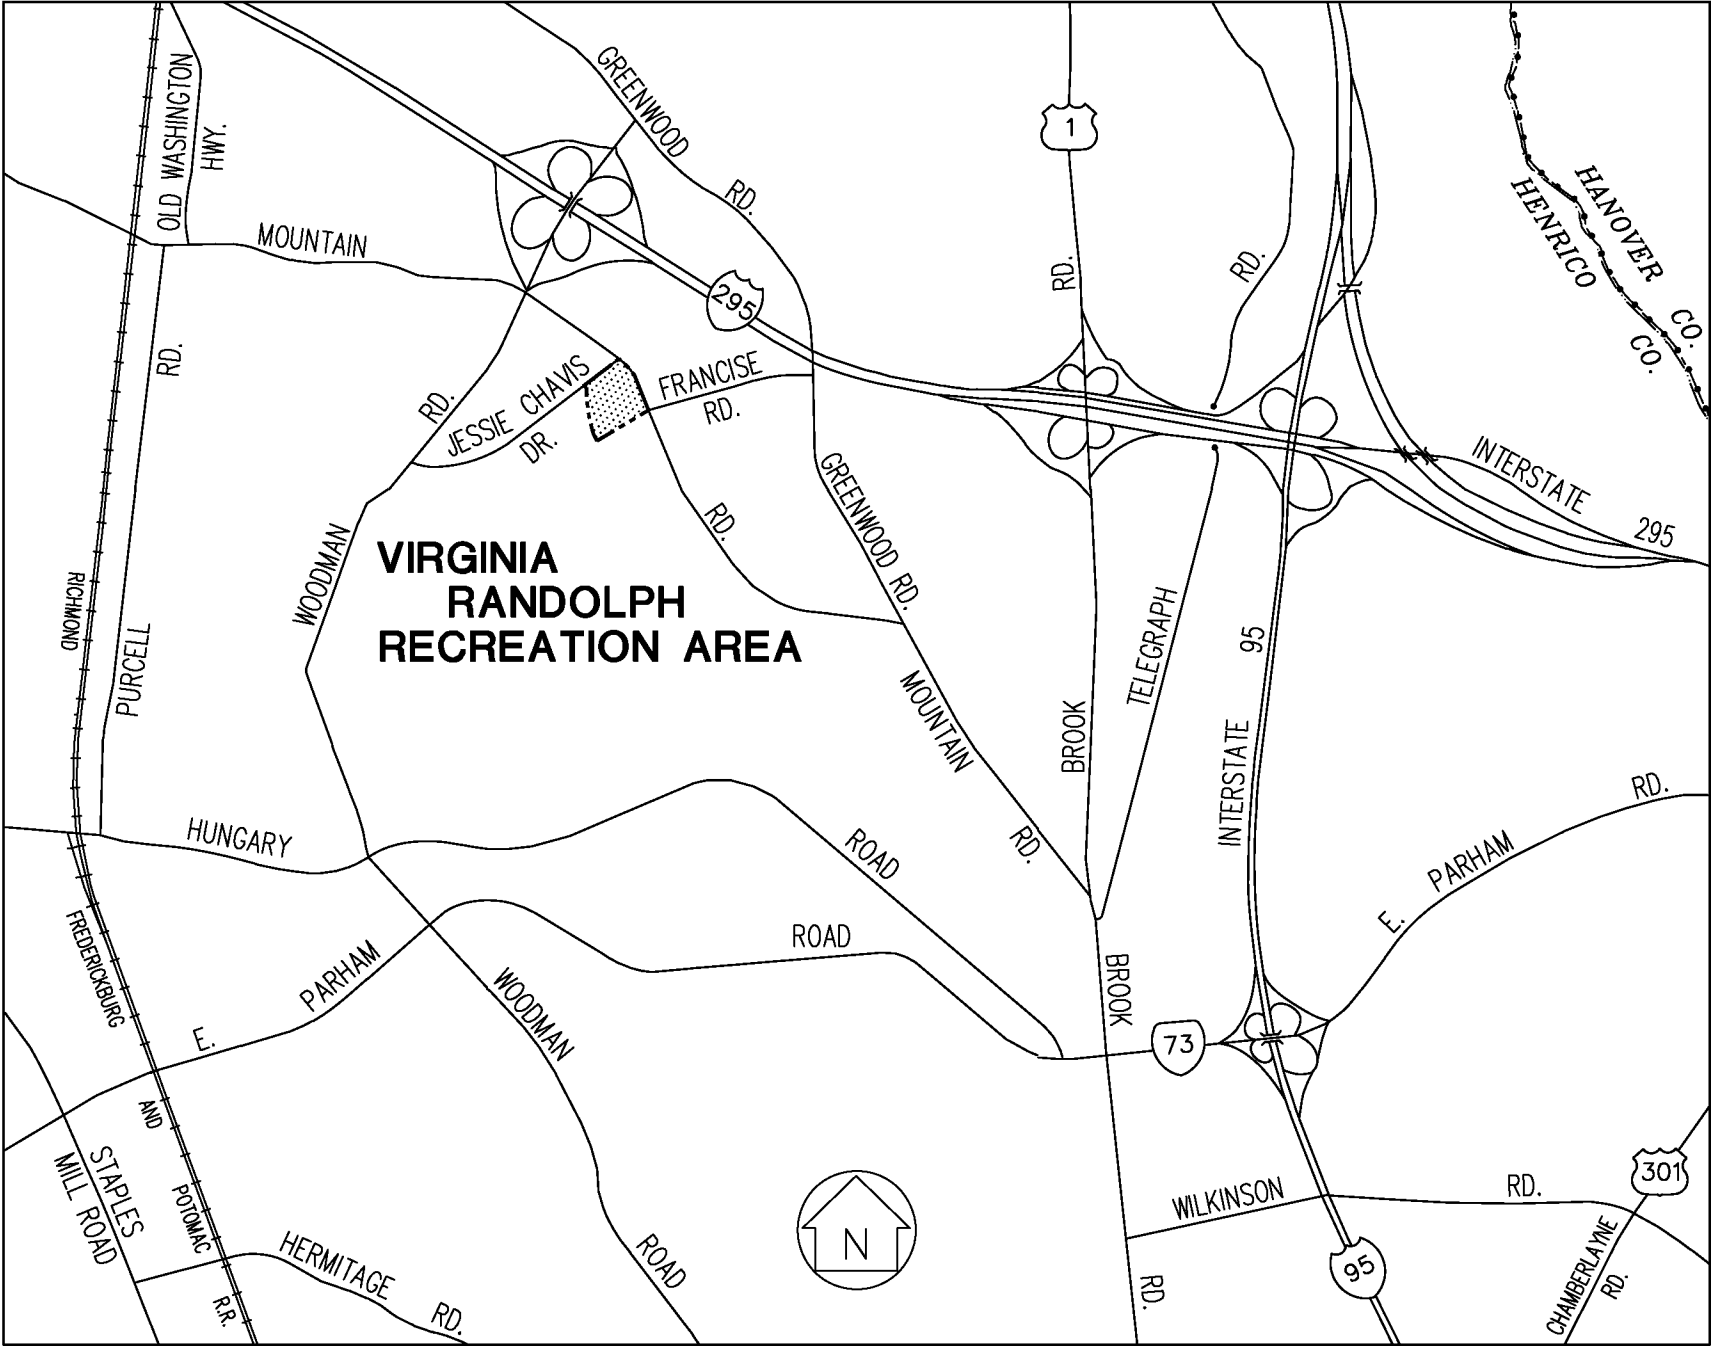 OLD WASHINGTON
HWY.
GREENWOOD
RD.
1
HANOVER CO.
HENRICO CO.
MOUNTAIN
RD.
RD.
295
RD.
JESSIE CHAVIS
DR.
FRANCISE
RD.
RD.
INTERSTATE
295
GREENWOOD RD.
RD.
WOODMAN
VIRGINIA
RANDOLPH
RECREATION AREA
RICHMOND
PURCELL
TELEGRAPH
95
INTERSTATE
MOUNTAIN
RD.
BROOK
HUNGARY
ROAD
RD.
PARHAM
E.
FREDERICKBURG
E.
PARHAM
ROAD
WOODMAN
BROOK
73
AND
STAPLES
MILL ROAD
POTOMAC
R.R.
HERMITAGE
RD.
ROAD
N
WILKINSON
RD.
301
95
RD.
CHAMBERLAYNE
RD.